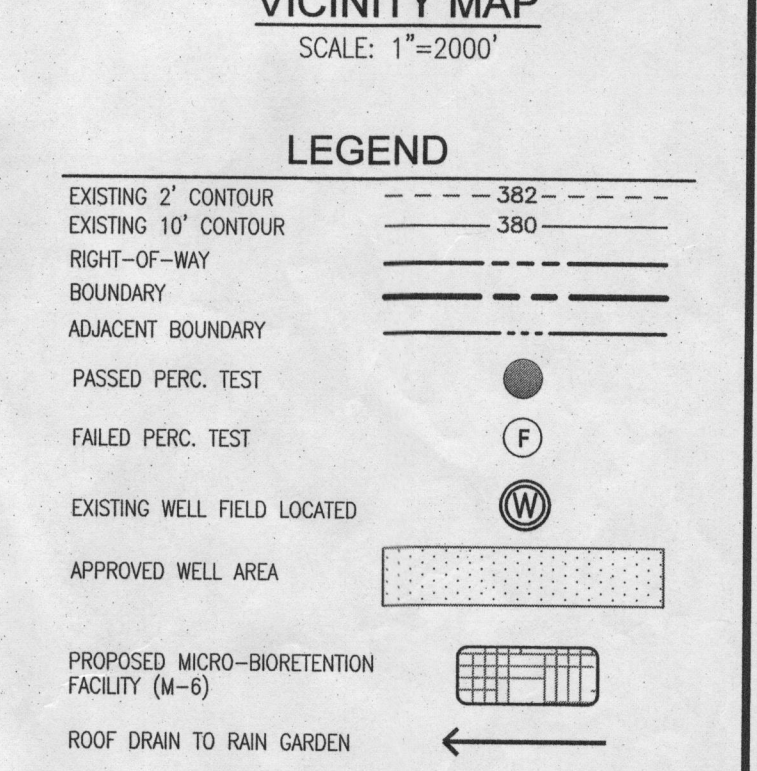 VICINITY MAP
SCALE: 1"=2000'
LEGEND
EXISTING 2' CONTOUR 382
EXISTING 10' CONTOUR 380
RIGHT-OF-WAY
BOUNDARY
ADJACENT BOUNDARY
PASSED PERC. TEST
FAILED PERC. TEST F
EXISTING WELL FIELD LOCATED W
APPROVED WELL AREA
PROPOSED MICRO-BIORETENTION
FACILITY (M-6)
ROOF DRAIN TO RAIN GARDEN